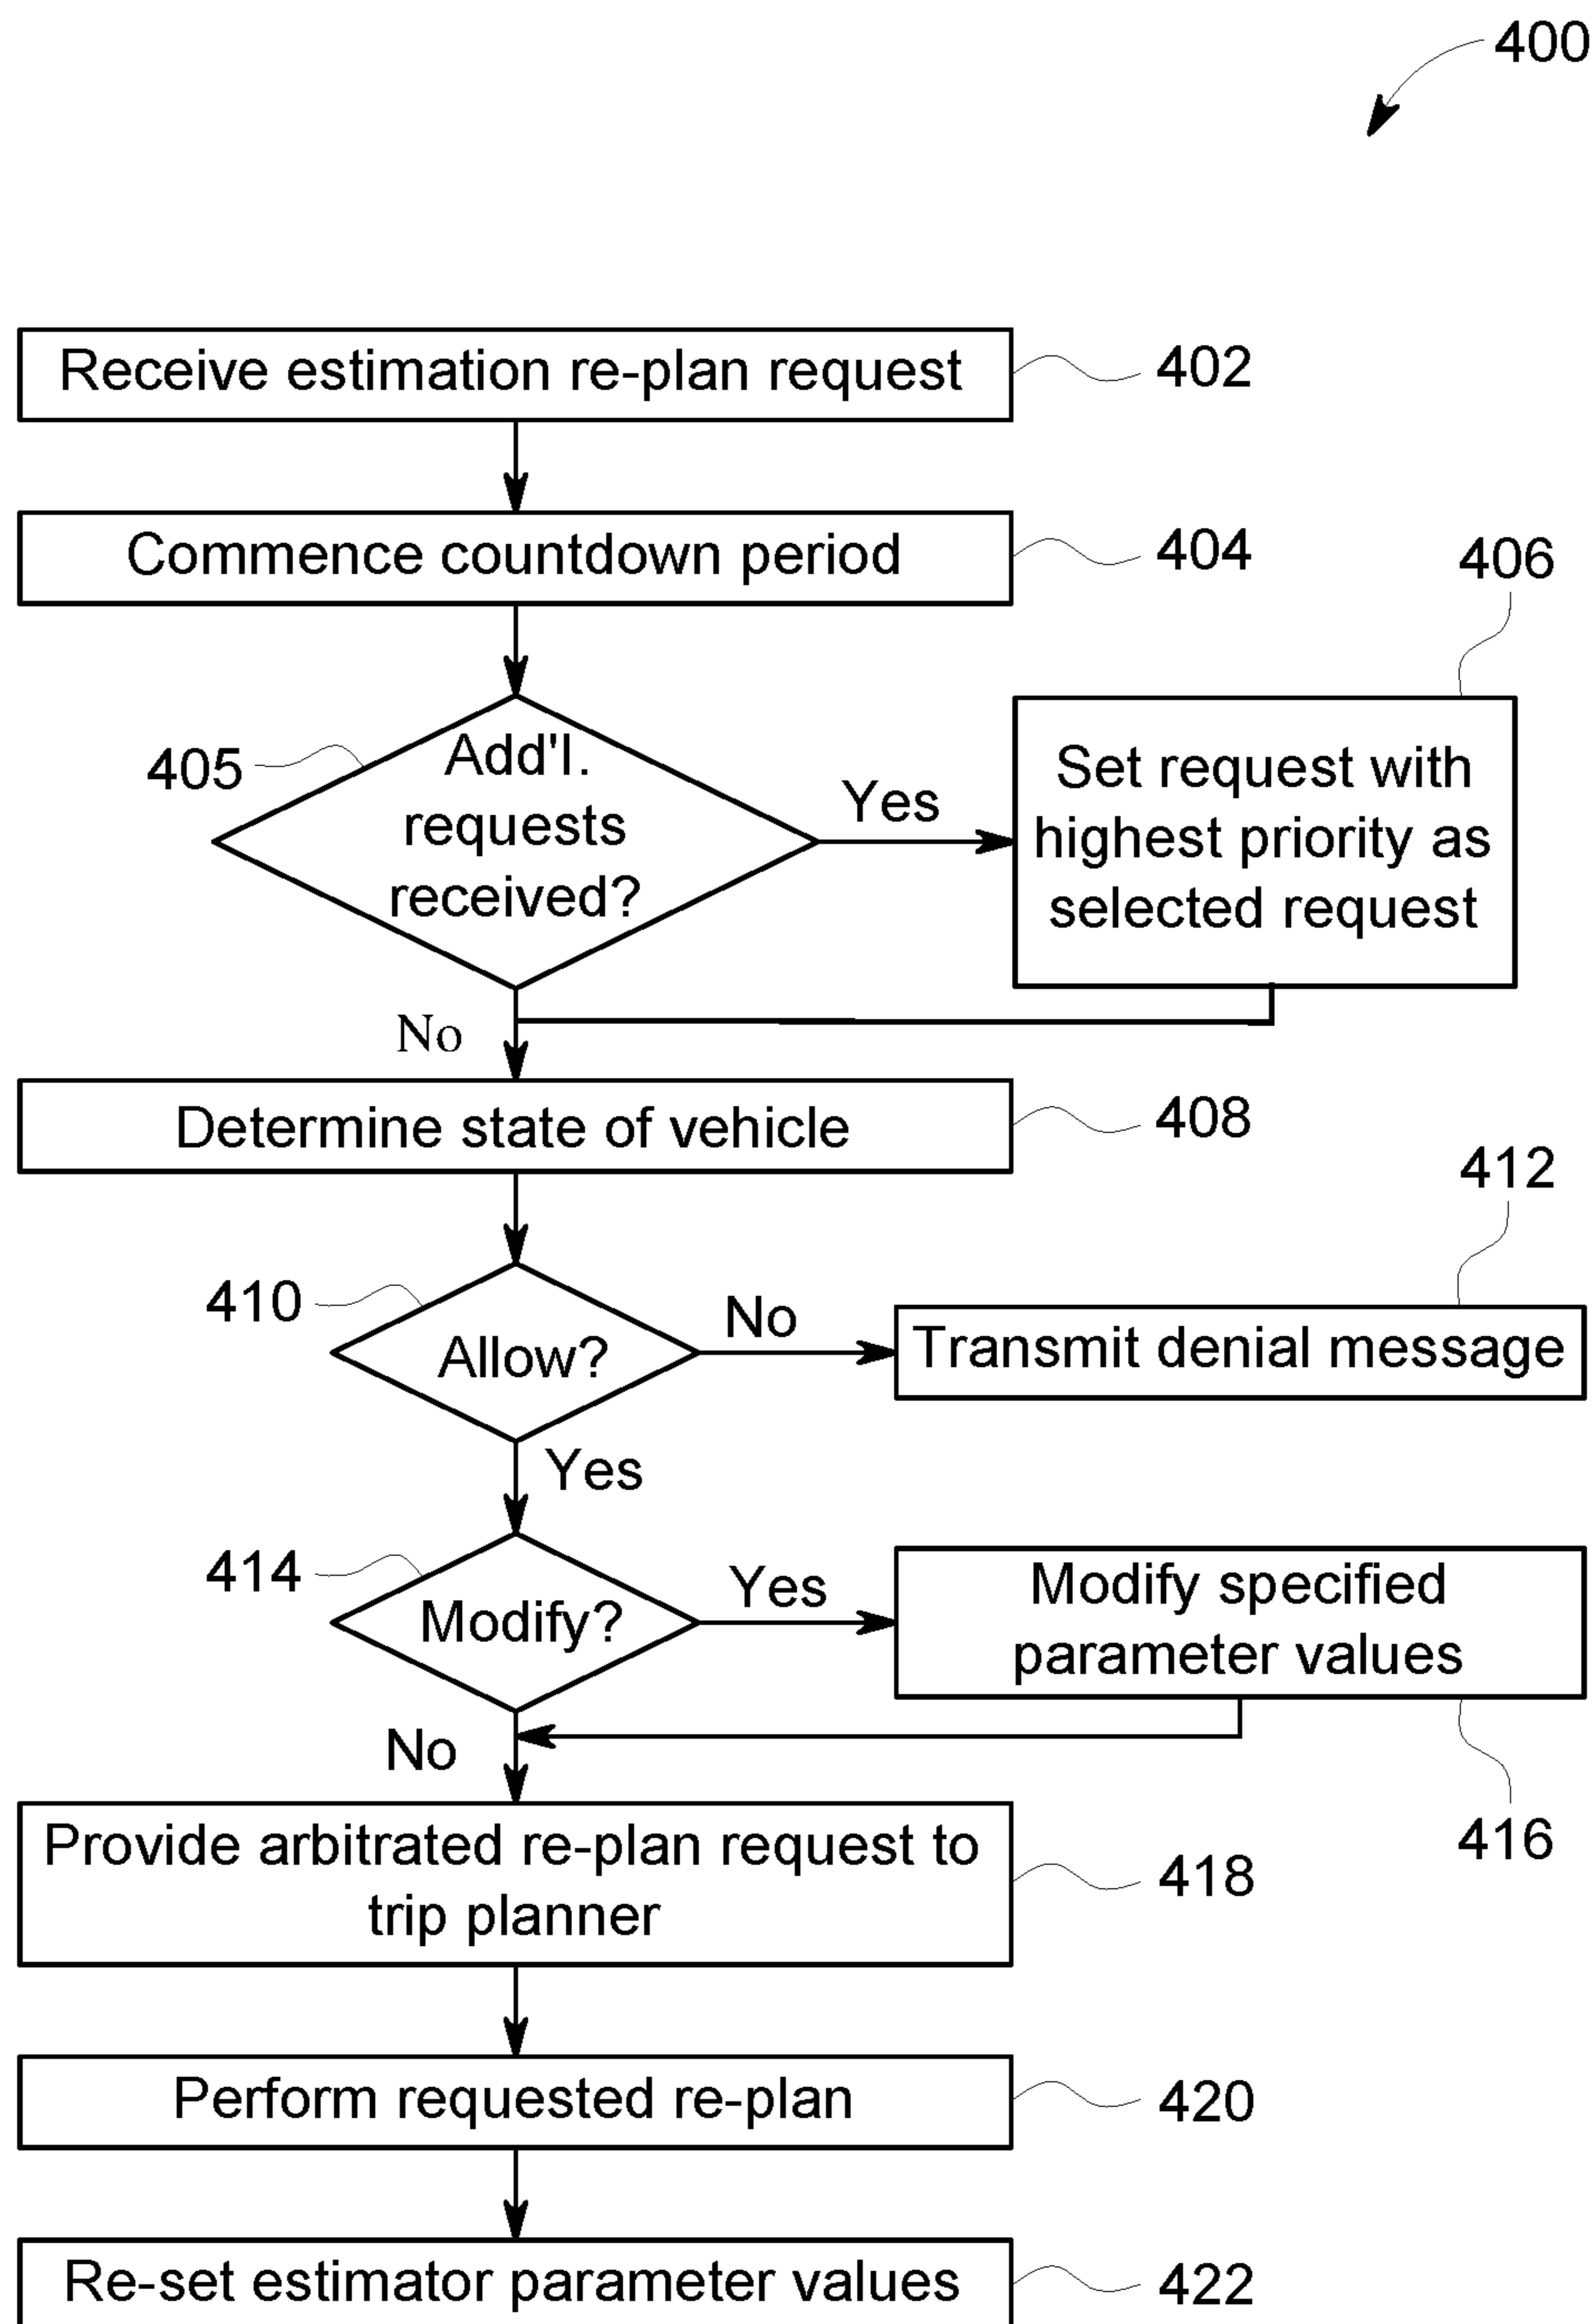 400
Receive estimation re-plan request
402
Commence countdown period
404
406
405
Add'l.
requests
received?
Yes
Set request with
highest priority as
selected request
No
Determine state of vehicle
408
412
410
Allow?
No
Transmit denial message
Yes
414
Modify?
Yes
Modify specified
parameter values
416
No
Provide arbitrated re-plan request to
trip planner
418
Perform requested re-plan
420
Re-set estimator parameter values
422